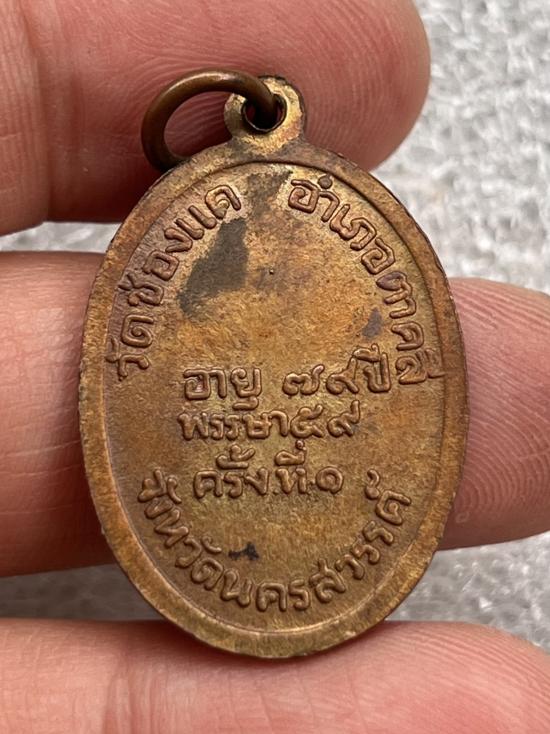 วัดช่องแค อำเภอตาคลี
อายุ ๗๙ ปี
พรรษา ๕๙
ครั้งที่ ๑
จังหวัดนครสวรรค์